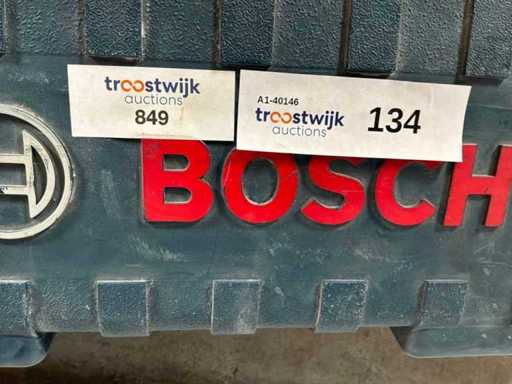 troostwijk
auctions
849
A1-40146
troostwijk
auctions
134
BOSCH